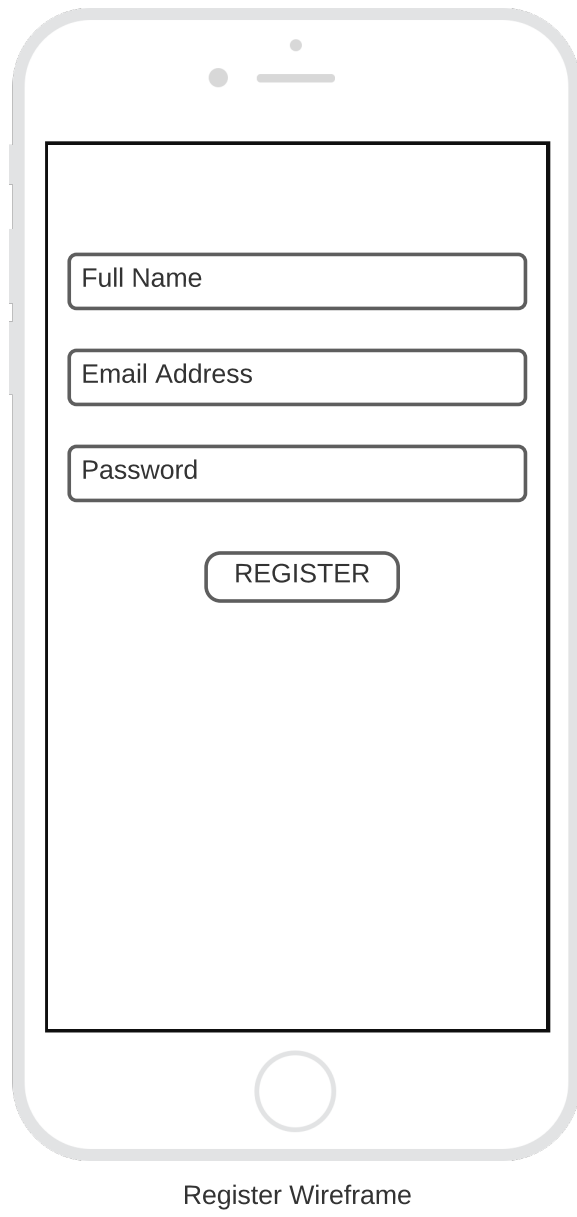 Full Name
Email Address
Password
REGISTER
Register Wireframe